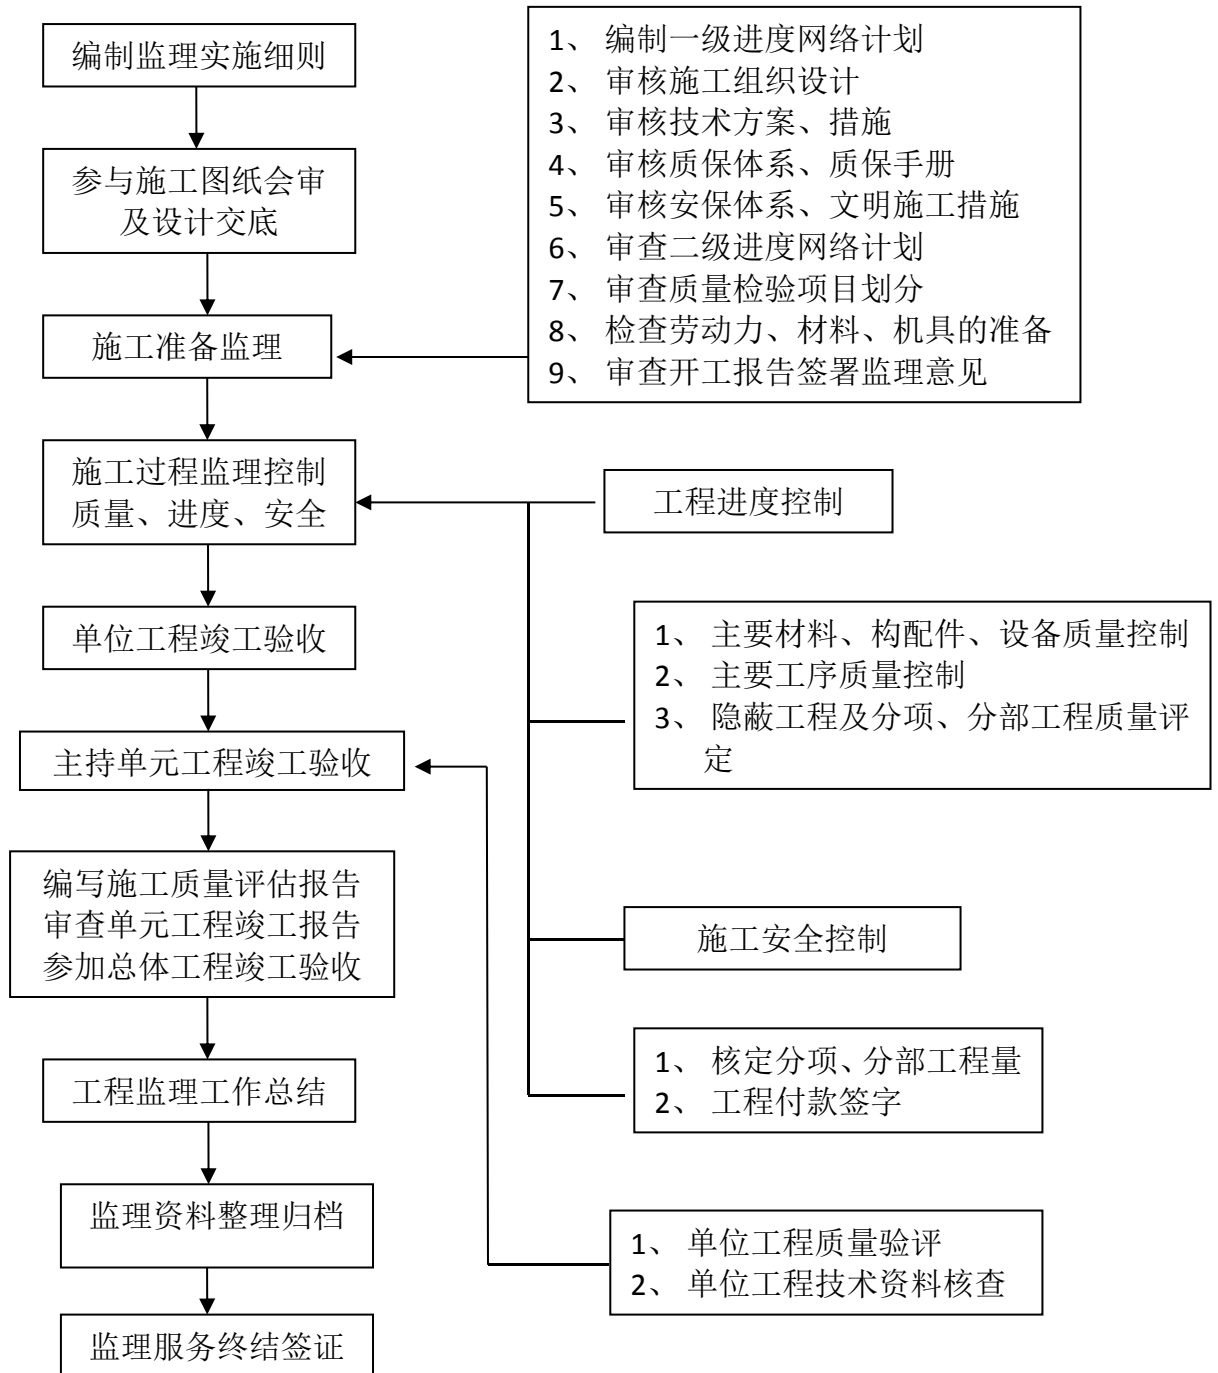 编制监理实施细则
参与施工图纸会审
及设计交底
施工准备监理
1、 编制一级进度网络计划
2、 审核施工组织设计
3、 审核技术方案、措施
4、 审核质保体系、质保手册
5、 审核安保体系、文明施工措施
6、 审查二级进度网络计划
7、 审查质量检验项目划分
8、 检查劳动力、材料、机具的准备
9、 审查开工报告签署监理意见
施工过程监理控制
质量、进度、安全
工程进度控制
1、 主要材料、构配件、设备质量控制
2、 主要工序质量控制
3、 隐蔽工程及分项、分部工程质量评
定
施工安全控制
1、 核定分项、分部工程量
2、 工程付款签字
单位工程竣工验收
主持单元工程竣工验收
1、 单位工程质量验评
2、 单位工程技术资料核查
编写施工质量评估报告
审查单元工程竣工报告
参加总体工程竣工验收
工程监理工作总结
监理资料整理归档
监理服务终结签证